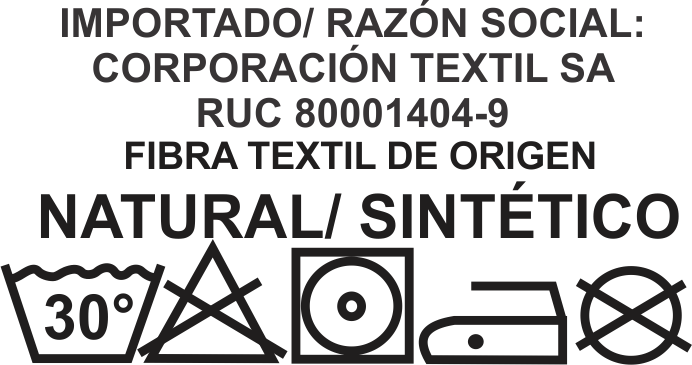 IMPORTADO/ RAZÓN SOCIAL:
CORPORACIÓN TEXTIL SA
RUC 80001404-9
FIBRA TEXTIL DE ORIGEN
NATURAL/ SINTÉTICO
30°